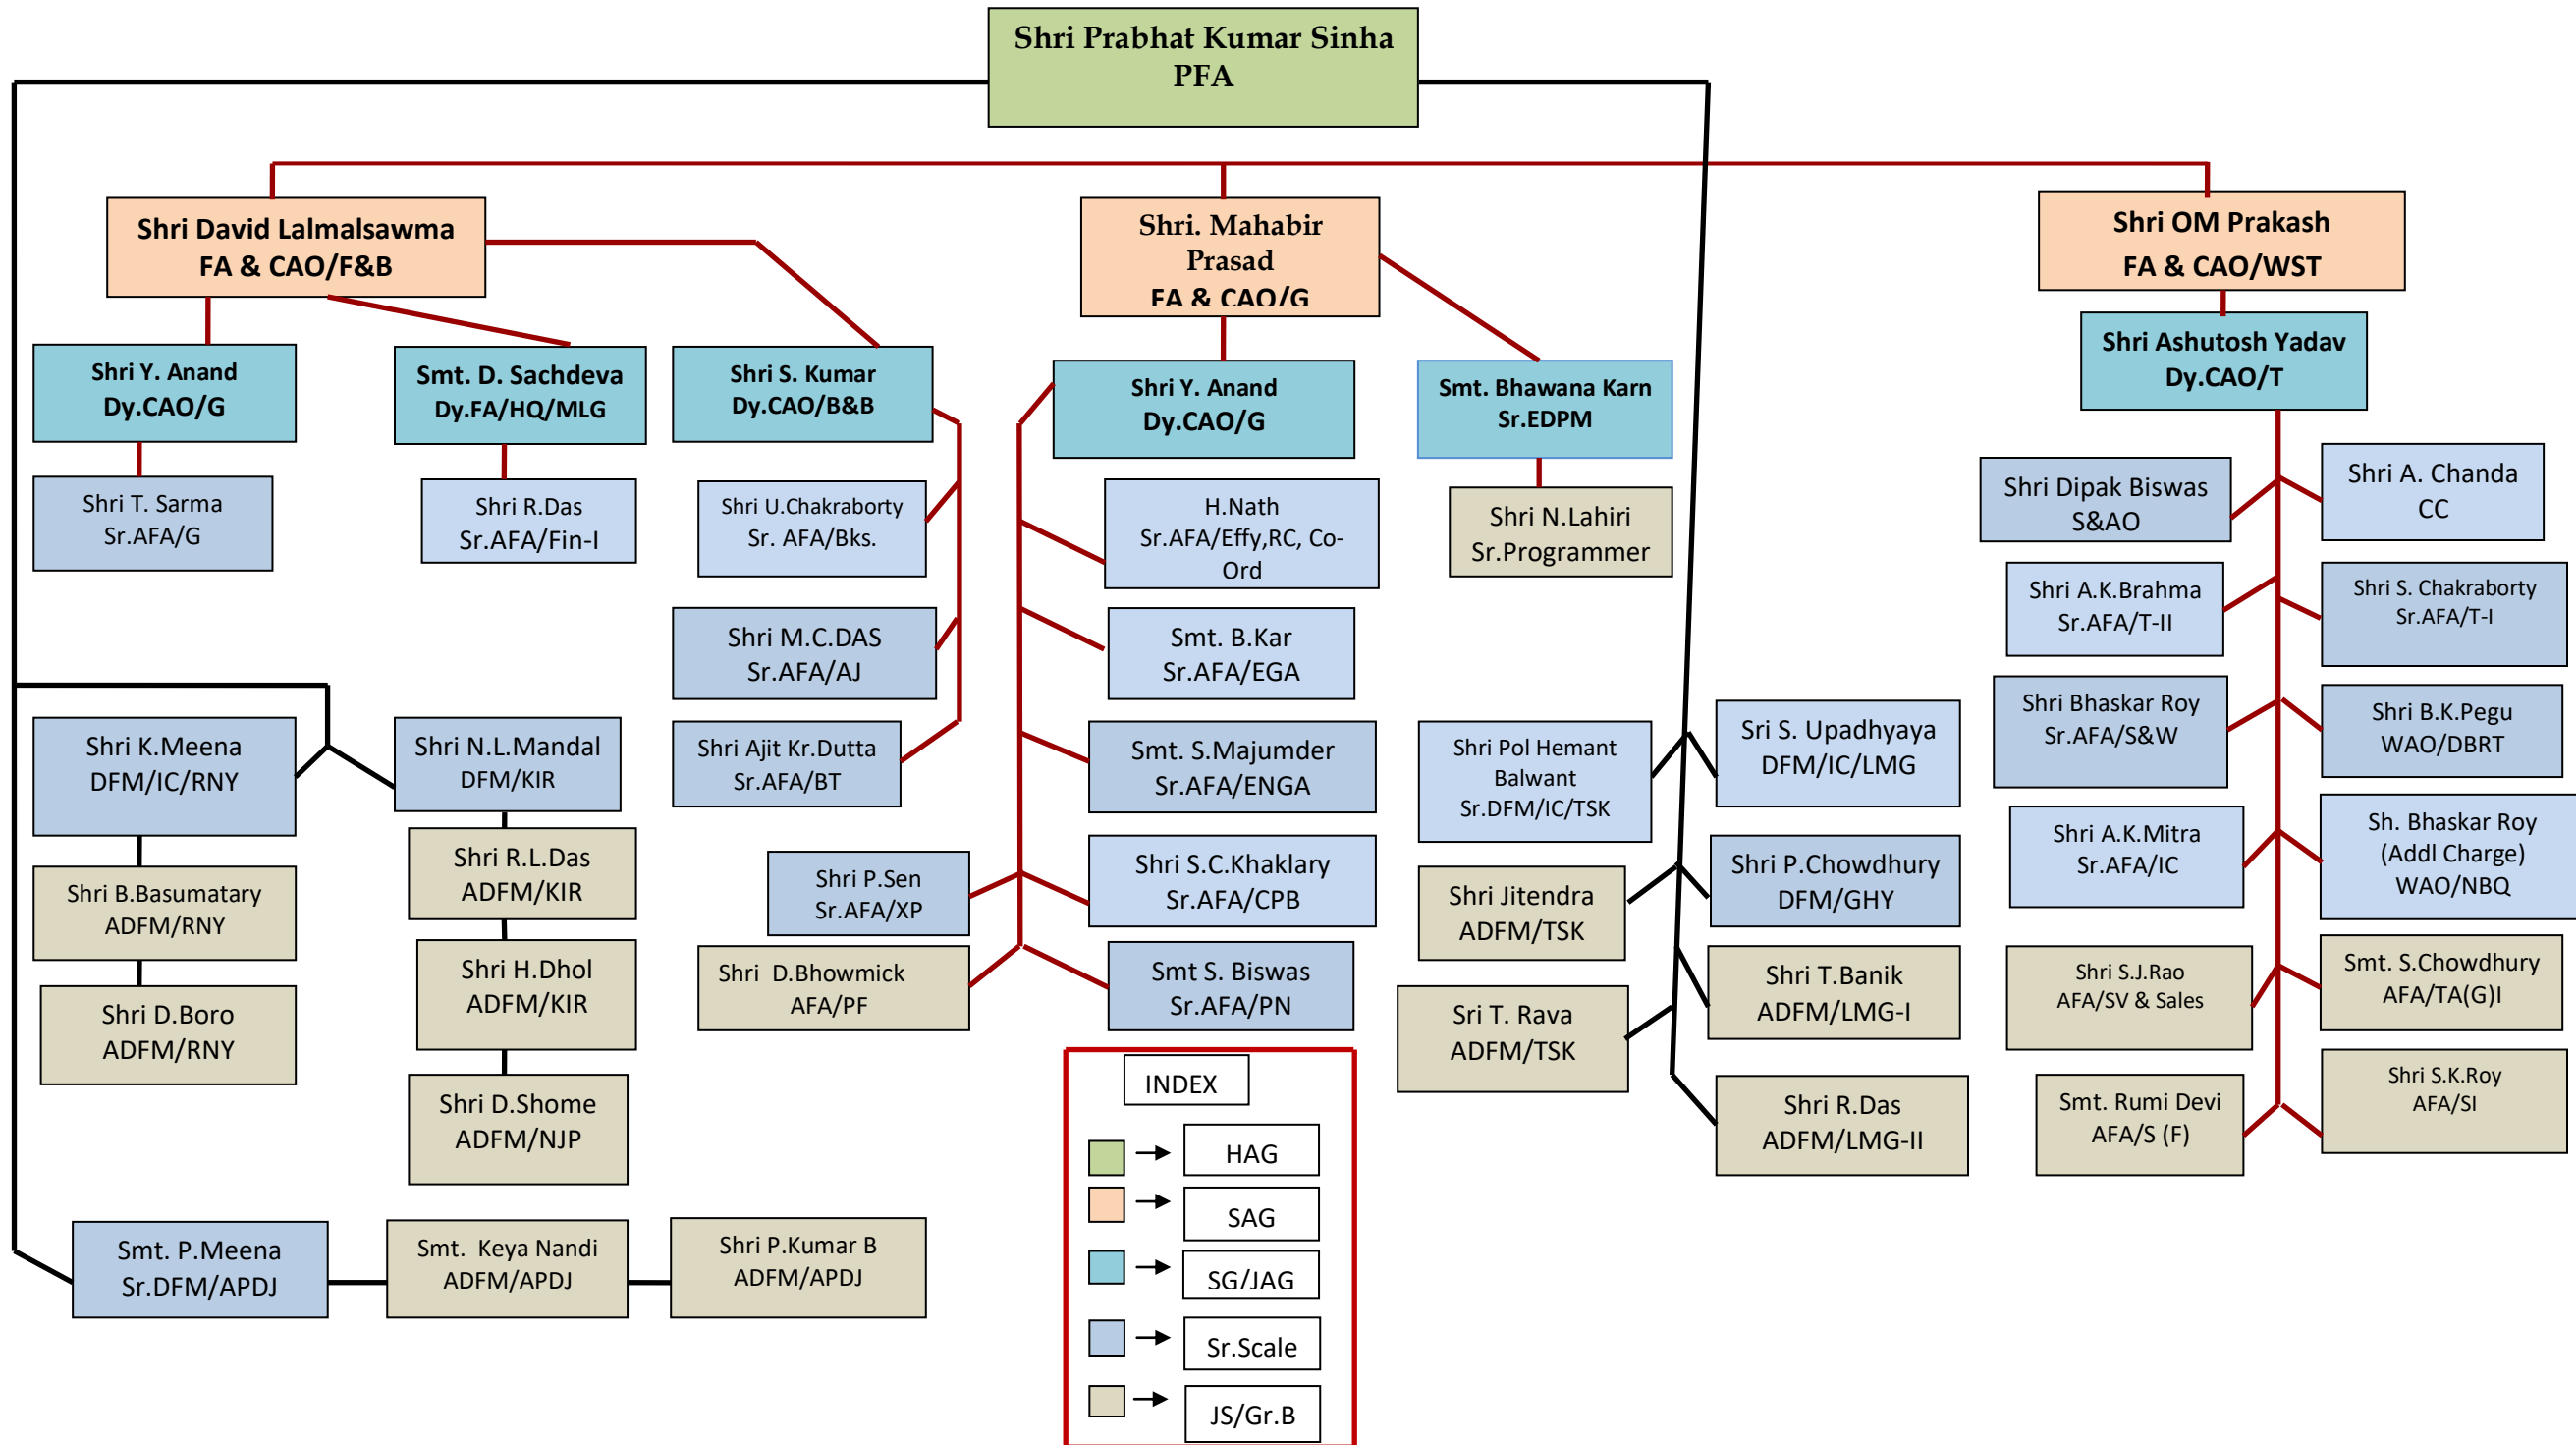 Shri Prabhat Kumar Sinha
PFA
Shri David Lalmalsawma
FA & CAO/F&B
Shri. Mahabir
Prasad
FA & CAO/G
Shri OM Prakash
FA & CAO/WST
Shri Y. Anand
Dy.CAO/G
Smt. D. Sachdeva
Dy.FA/HQ/MLG
Shri S. Kumar
Dy.CAO/B&B
Shri Y. Anand
Dy.CAO/G
Smt. Bhawana Karn
Sr.EDPM
Shri Ashutosh Yadav
Dy.CAO/T
Shri T. Sarma
Sr.AFA/G
Shri R.Das
Sr.AFA/Fin-I
Shri U.Chakraborty
Sr. AFA/Bks.
H.Nath
Sr.AFA/Effy,RC, Co-
Ord
Shri N.Lahiri
Sr.Programmer
Shri Dipak Biswas
S&AO
Shri A. Chanda
CC
Shri M.C.DAS
Sr.AFA/AJ
Smt. B.Kar
Sr.AFA/EGA
Shri A.K.Brahma
Sr.AFA/T-II
Shri S. Chakraborty
Sr.AFA/T-I
Shri K.Meena
DFM/IC/RNY
Shri N.L.Mandal
DFM/KIR
Shri Ajit Kr.Dutta
Sr.AFA/BT
Smt. S.Majumder
Sr.AFA/ENGA
Shri Pol Hemant
Balwant
Sr.DFM/IC/TSK
Sri S. Upadhyaya
DFM/IC/LMG
Shri Bhaskar Roy
Sr.AFA/S&W
Shri B.K.Pegu
WAO/DBRT
Shri B.Basumatary
ADFM/RNY
Shri R.L.Das
ADFM/KIR
Shri P.Sen
Sr.AFA/XP
Shri S.C.Khaklary
Sr.AFA/CPB
Shri Jitendra
ADFM/TSK
Shri P.Chowdhury
DFM/GHY
Shri A.K.Mitra
Sr.AFA/IC
Sh. Bhaskar Roy
(Addl Charge)
WAO/NBQ
Shri D.Boro
ADFM/RNY
Shri H.Dhol
ADFM/KIR
Shri D.Bhowmick
AFA/PF
Smt S. Biswas
Sr.AFA/PN
Sri T. Rava
ADFM/TSK
Shri T.Banik
ADFM/LMG-I
Shri S.J.Rao
AFA/SV & Sales
Smt. S.Chowdhury
AFA/TA(G)I
Shri D.Shome
ADFM/NJP
Shri R.Das
ADFM/LMG-II
Smt. Rumi Devi
AFA/S (F)
Shri S.K.Roy
AFA/SI
Smt. P.Meena
Sr.DFM/APDJ
Smt. Keya Nandi
ADFM/APDJ
Shri P.Kumar B
ADFM/APDJ
INDEX
HAG
SAG
SG/JAG
Sr.Scale
JS/Gr.B